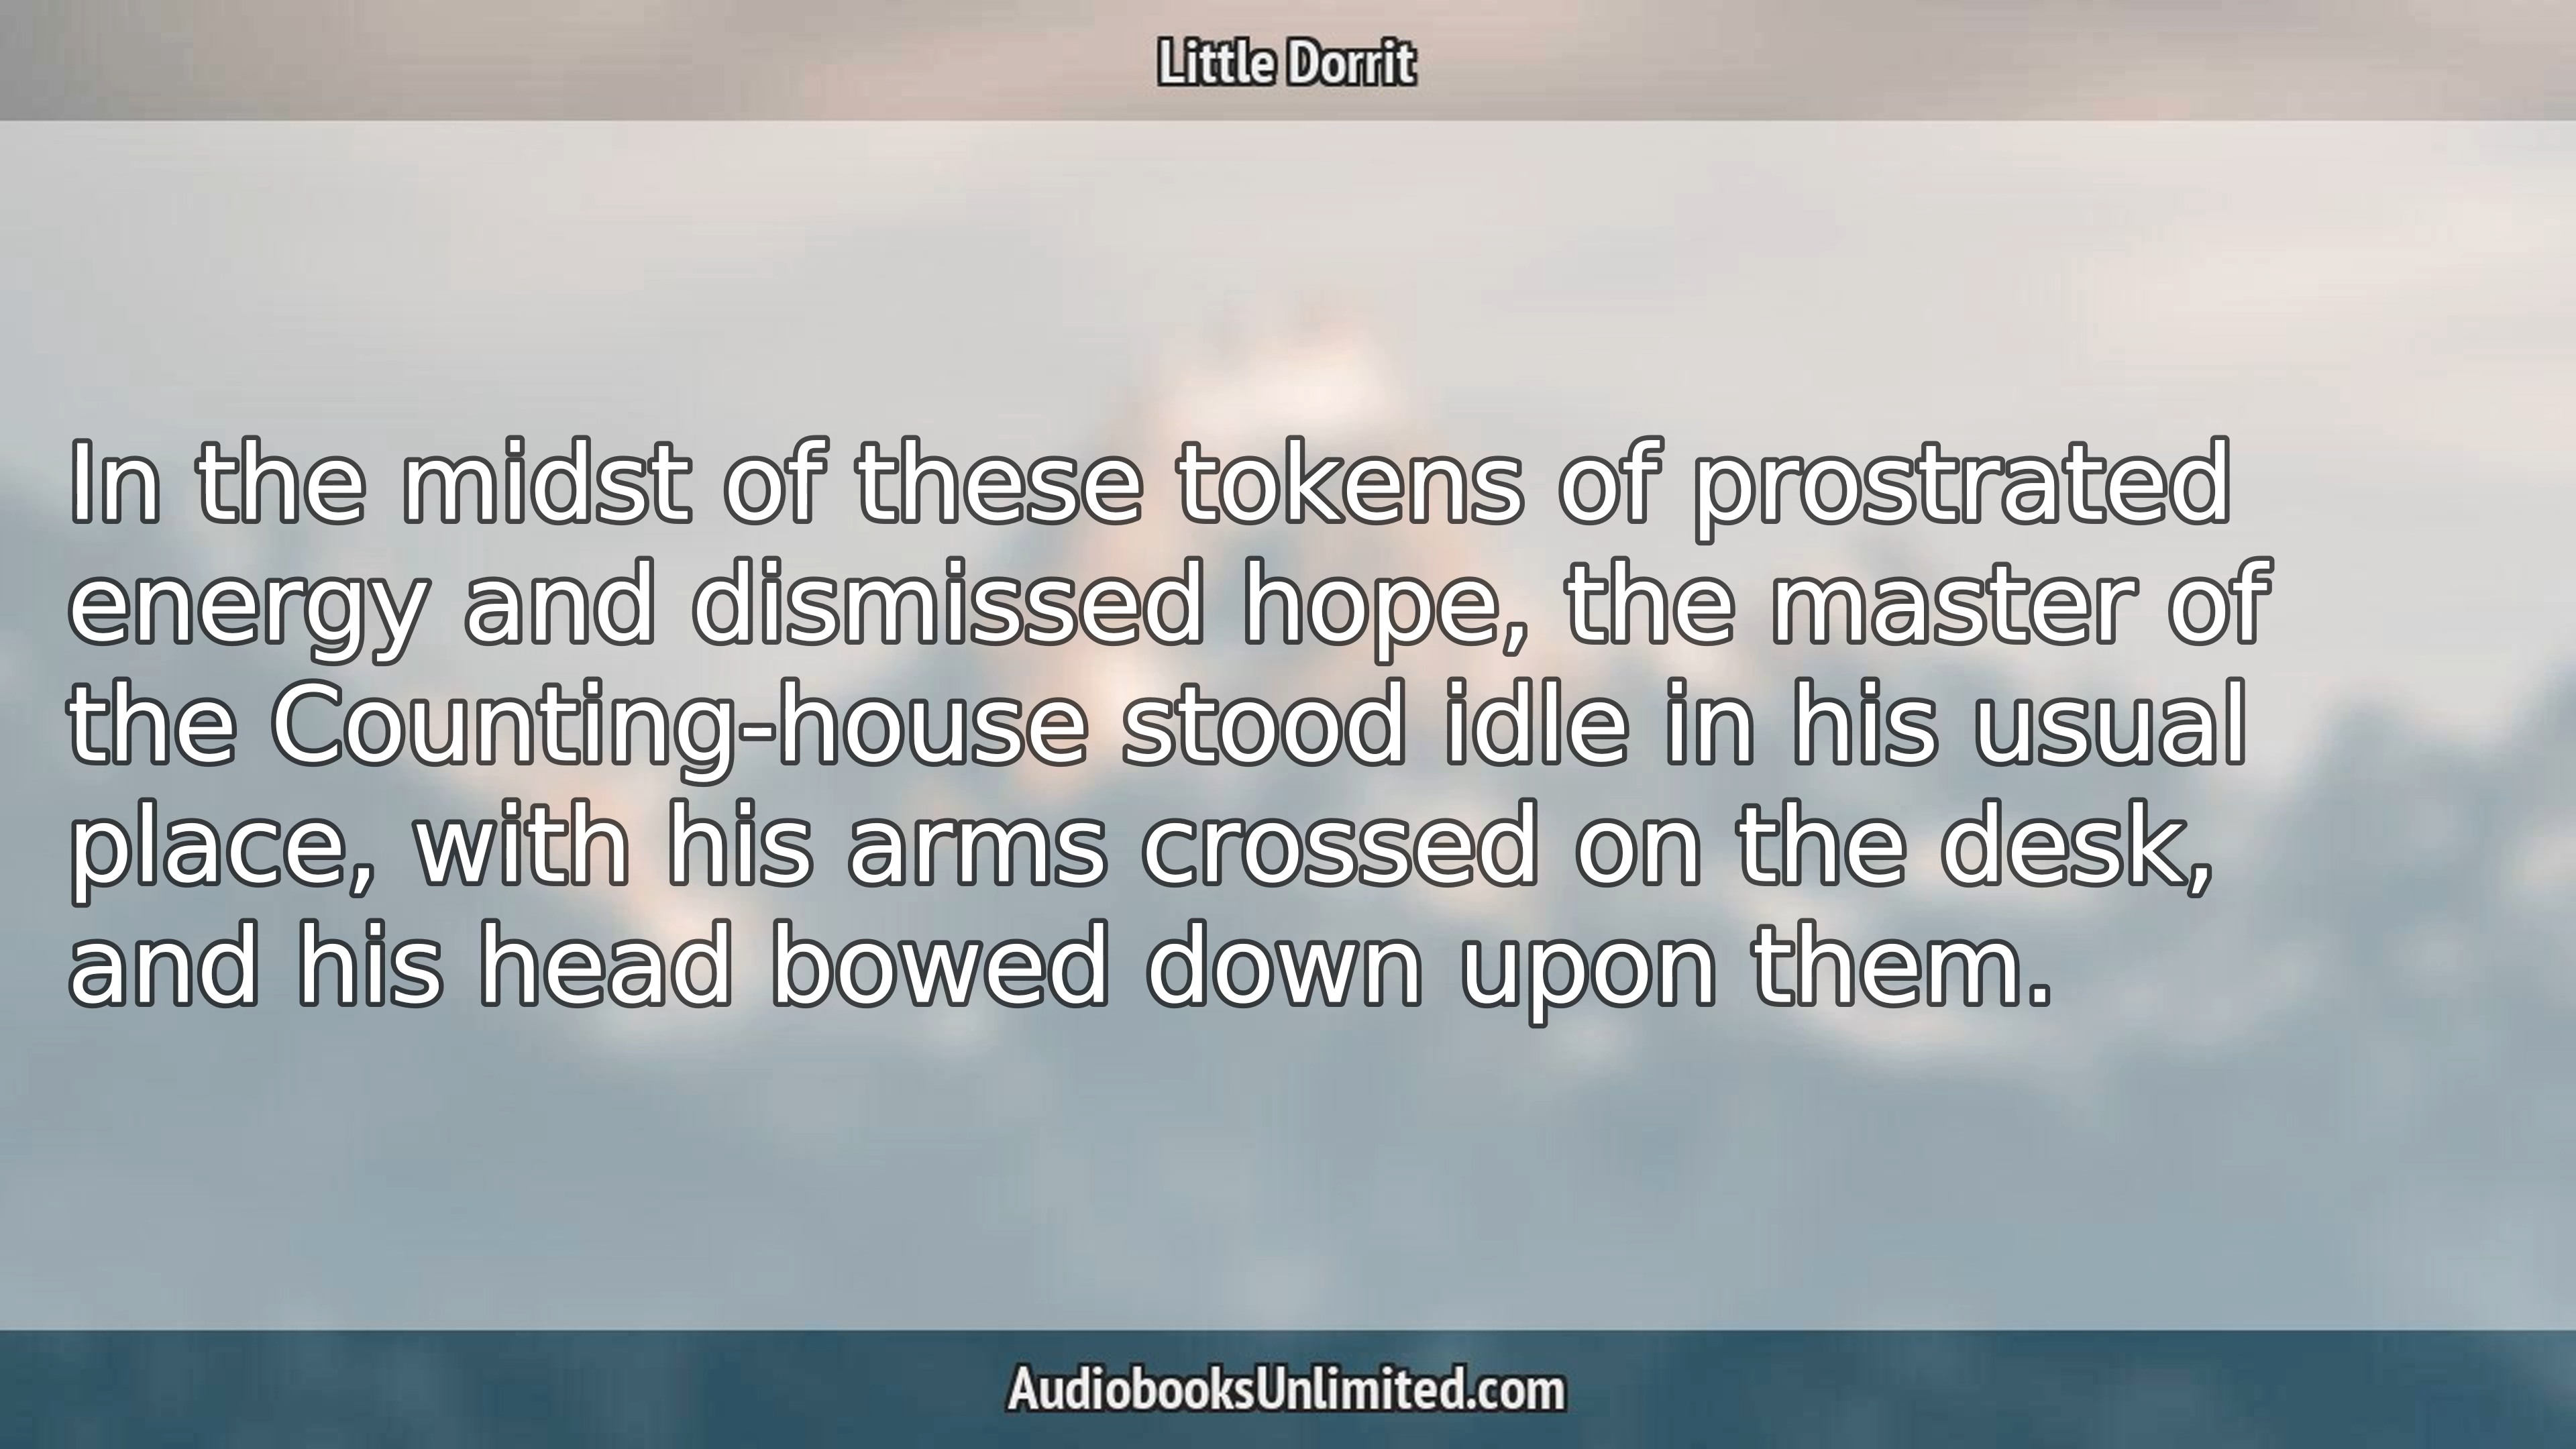 Little Dorrit
In the midst of these tokens of prostrated
energy and dismissed hope, the master of
the Counting-house stood idle in his usual
place, with his arms crossed on the desk,
and his head bowed down upon them.
AudiobooksUnlimited.com